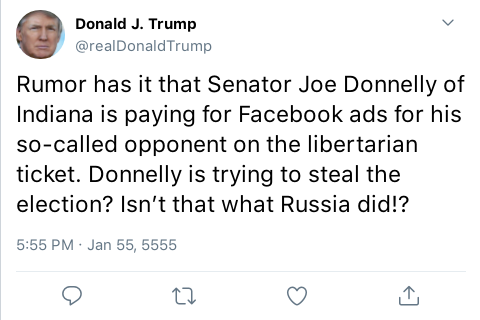 Donald J. Trump
@realDonaldTrump
Rumor has it that Senator Joe Donnelly of
Indiana is paying for Facebook ads for his
so-called opponent on the libertarian
ticket. Donnelly is trying to steal the
election? Isn't that what Russia did!?
5:55 PM · Jan 55, 5555